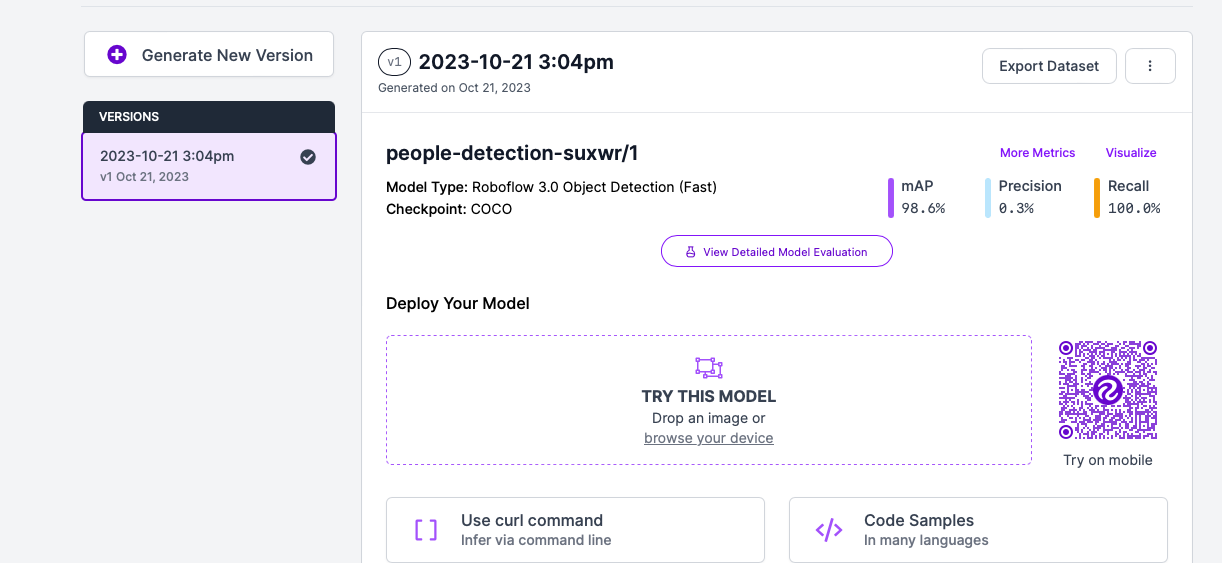 Generate New Version
VERSIONS
2023-10-21 3:04pm
v1 Oct 21, 2023
v1 2023-10-21 3:04pm
Generated on Oct 21, 2023
Export Dataset
people-detection-suxwr/1
More Metrics Visualize
Model Type: Roboflow 3.0 Object Detection (Fast)
Checkpoint: COCO
mAP Precision Recall
98.6% 0.3% 100.0%
View Detailed Model Evaluation
Deploy Your Model
TRY THIS MODEL
Drop an image or
browse your device
Try on mobile
Use curl command
Infer via command line
Code Samples
In many languages